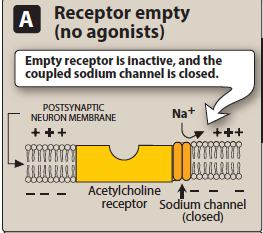 A Receptor empty
(no agonists)
Empty receptor is inactive, and the
coupled sodium channel is closed.
POSTSYNAPTIC
NEURON MEMBRANE
Na+
+ + +
+ + +
– – –
– –
Acetylcholine
receptor
Sodium channel
(closed)